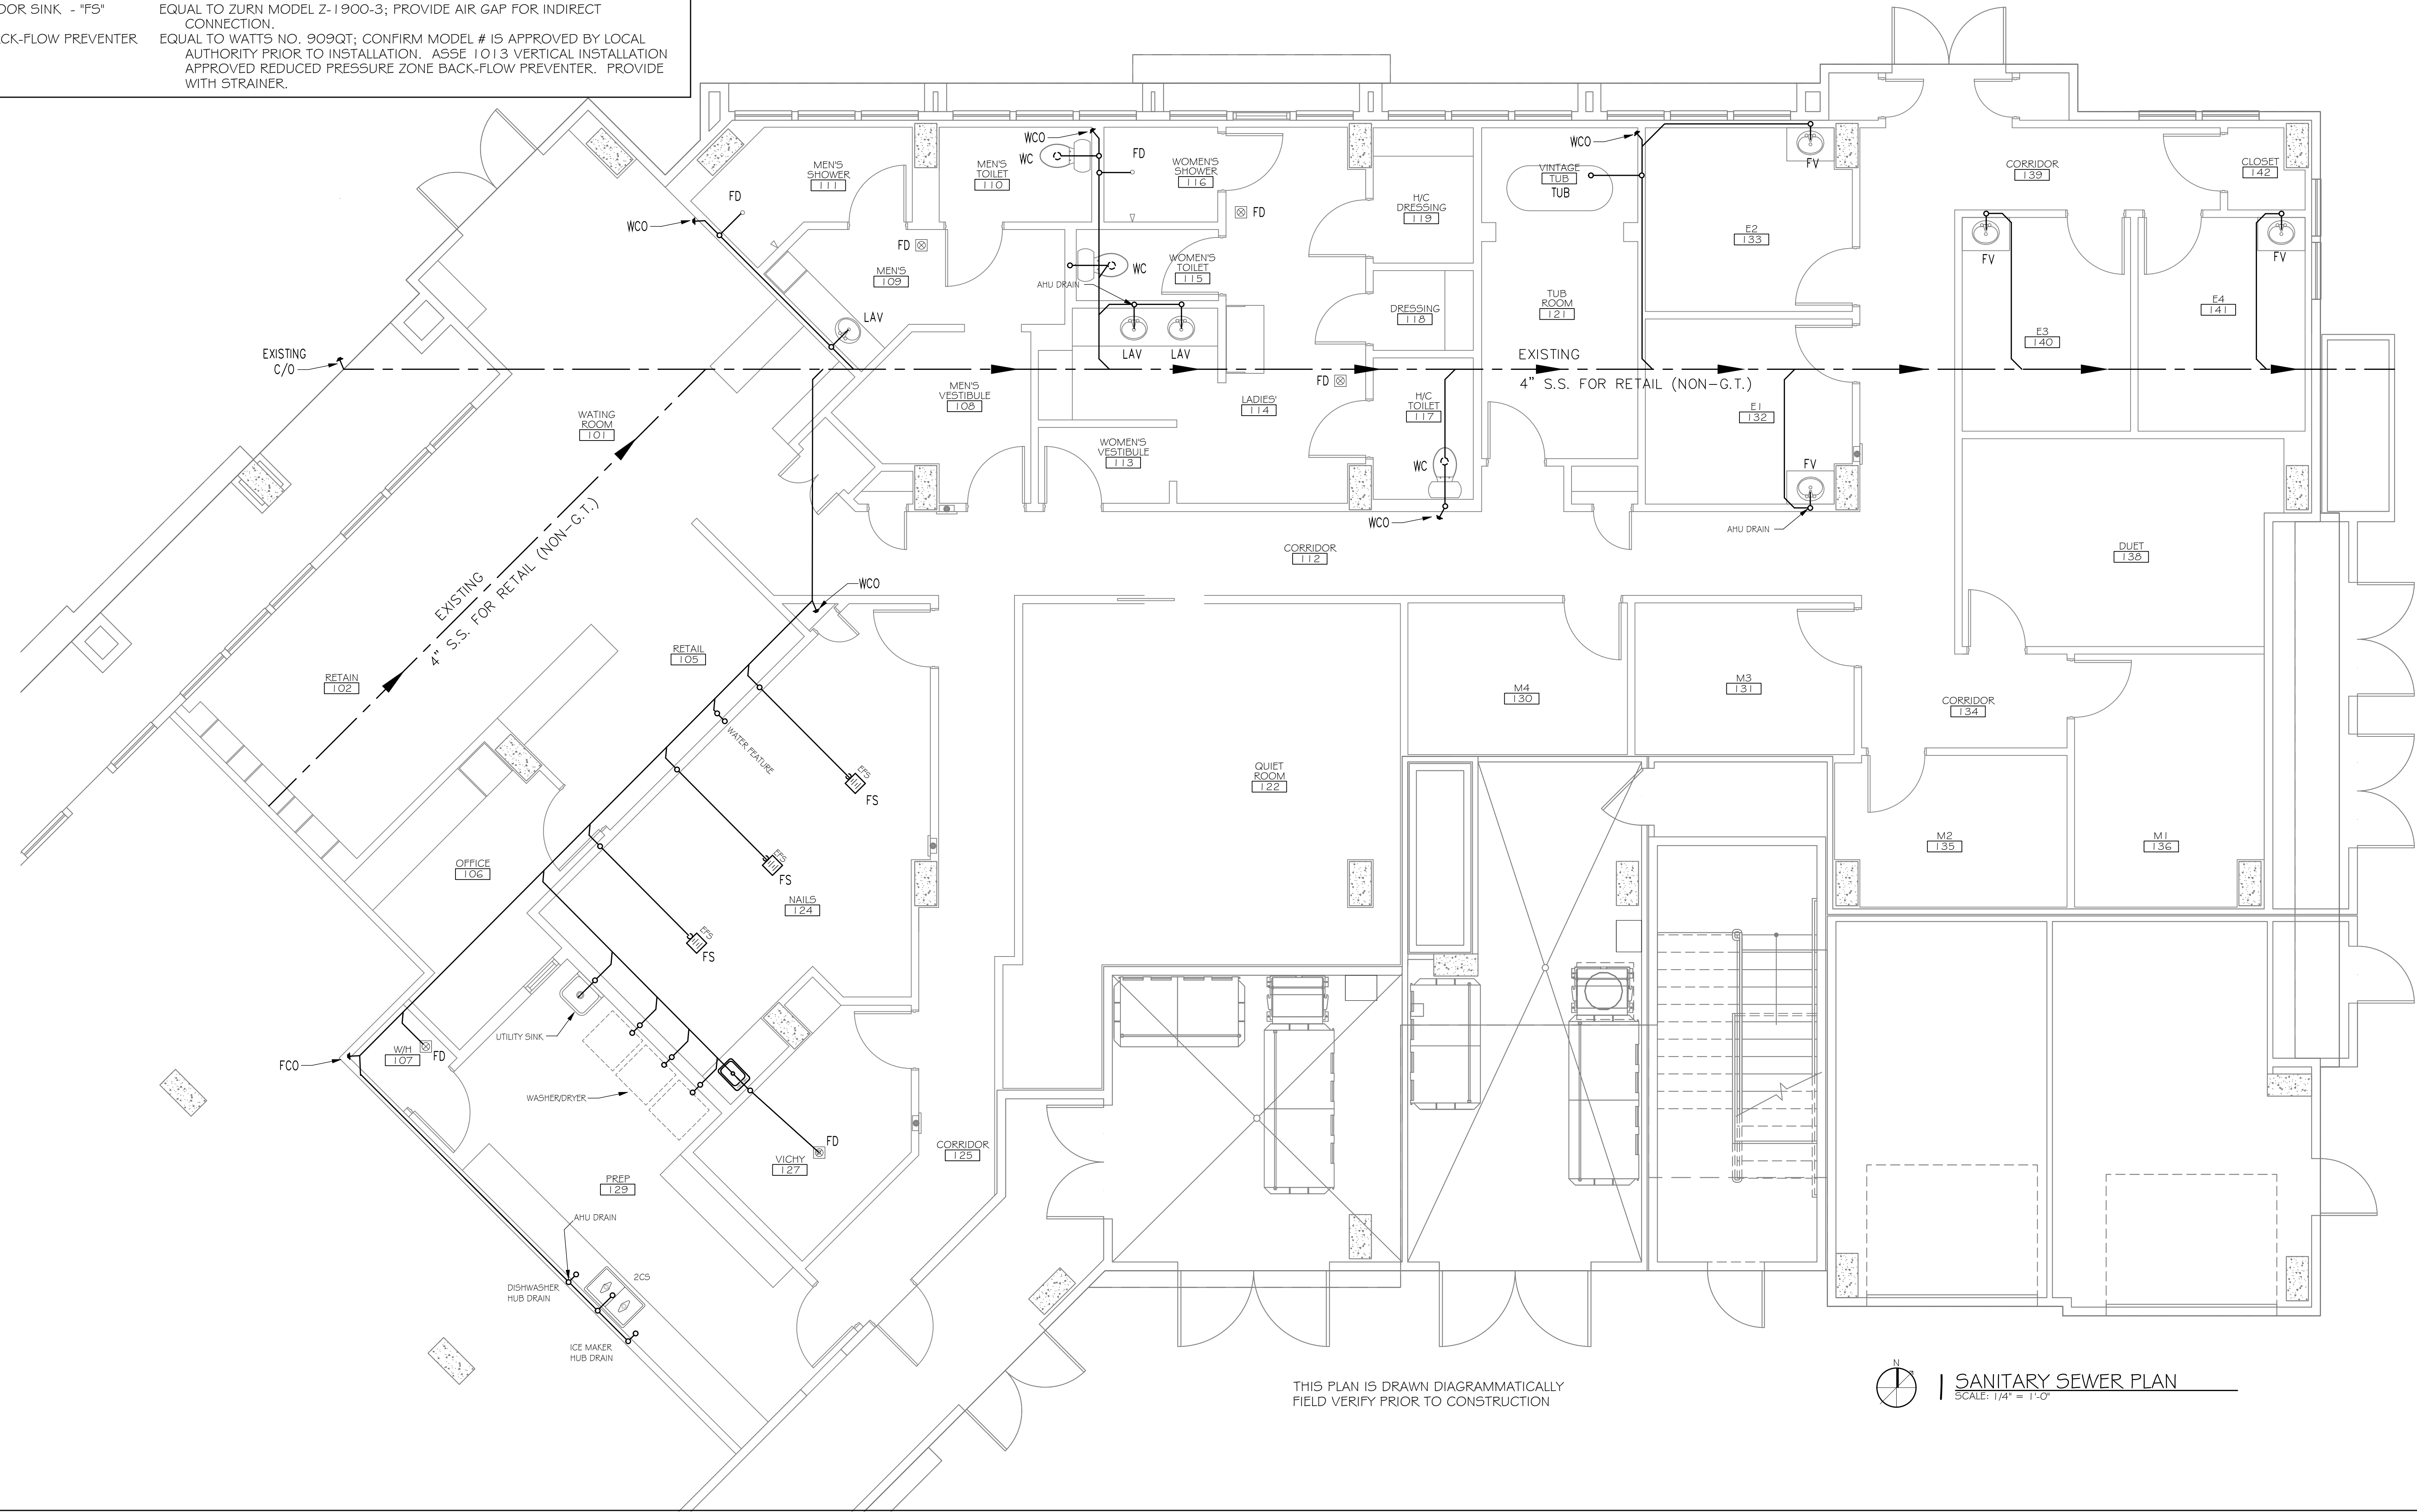 OOR SINK - "FS" EQUAL TO ZURN MODEL Z-1900-3; PROVIDE AIR GAP FOR INDIRECT
CONNECTION.
CK-FLOW PREVENTER EQUAL TO WATTS NO. 909QT; CONFIRM MODEL # IS APPROVED BY LOCAL
AUTHORITY PRIOR TO INSTALLATION. ASSE 1013 VERTICAL INSTALLATION
APPROVED REDUCED PRESSURE ZONE BACK-FLOW PREVENTER. PROVIDE
WITH STRAINER.
WCO
WC
FD
MEN'S
SHOWER
111
MEN'S
TOILET
110
WOMEN'S
SHOWER
116
WCO
VINTAGE
TUB
TUB
FV
CORRIDOR
139
CLOSET
142
FD
WCO
H/C
DRESSING
119
FD
FD
E2
133
MEN'S
109
WC
WOMEN'S
TOILET
115
AHU DRAIN
FV
FV
LAV
TUB
ROOM
121
DRESSING
118
E3
140
E4
141
LAV
LAV
EXISTING
C/O
EXISTING
4" S.S. FOR RETAIL (NON-G.T.)
FD
MEN'S
VESTIBULE
108
LADIES'
114
H/C
TOILET
117
E1
132
WATING
ROOM
101
WOMEN'S
VESTIBULE
113
WC
FV
WCO
AHU DRAIN
CORRIDOR
112
DUET
138
EXISTING
4" S.S. FOR RETAIL (NON-G.T.)
WCO
RETAIL
105
RETAIN
102
M4
130
M3
131
CORRIDOR
134
WATER FEATURE
EPS
FS
QUIET
ROOM
122
EPS
FS
OFFICE
106
M2
135
M1
136
NAILS
124
EPS
FS
UTILITY SINK
W/H
107
FD
FCO
WASHER/DRYER
FD
VICHY
127
CORRIDOR
125
PREP
129
AHU DRAIN
2CS
DISHWASHER
HUB DRAIN
ICE MAKER
HUB DRAIN
THIS PLAN IS DRAWN DIAGRAMMATICALLY
FIELD VERIFY PRIOR TO CONSTRUCTION
N
1 SANITARY SEWER PLAN
SCALE: 1/4" = 1'-0"